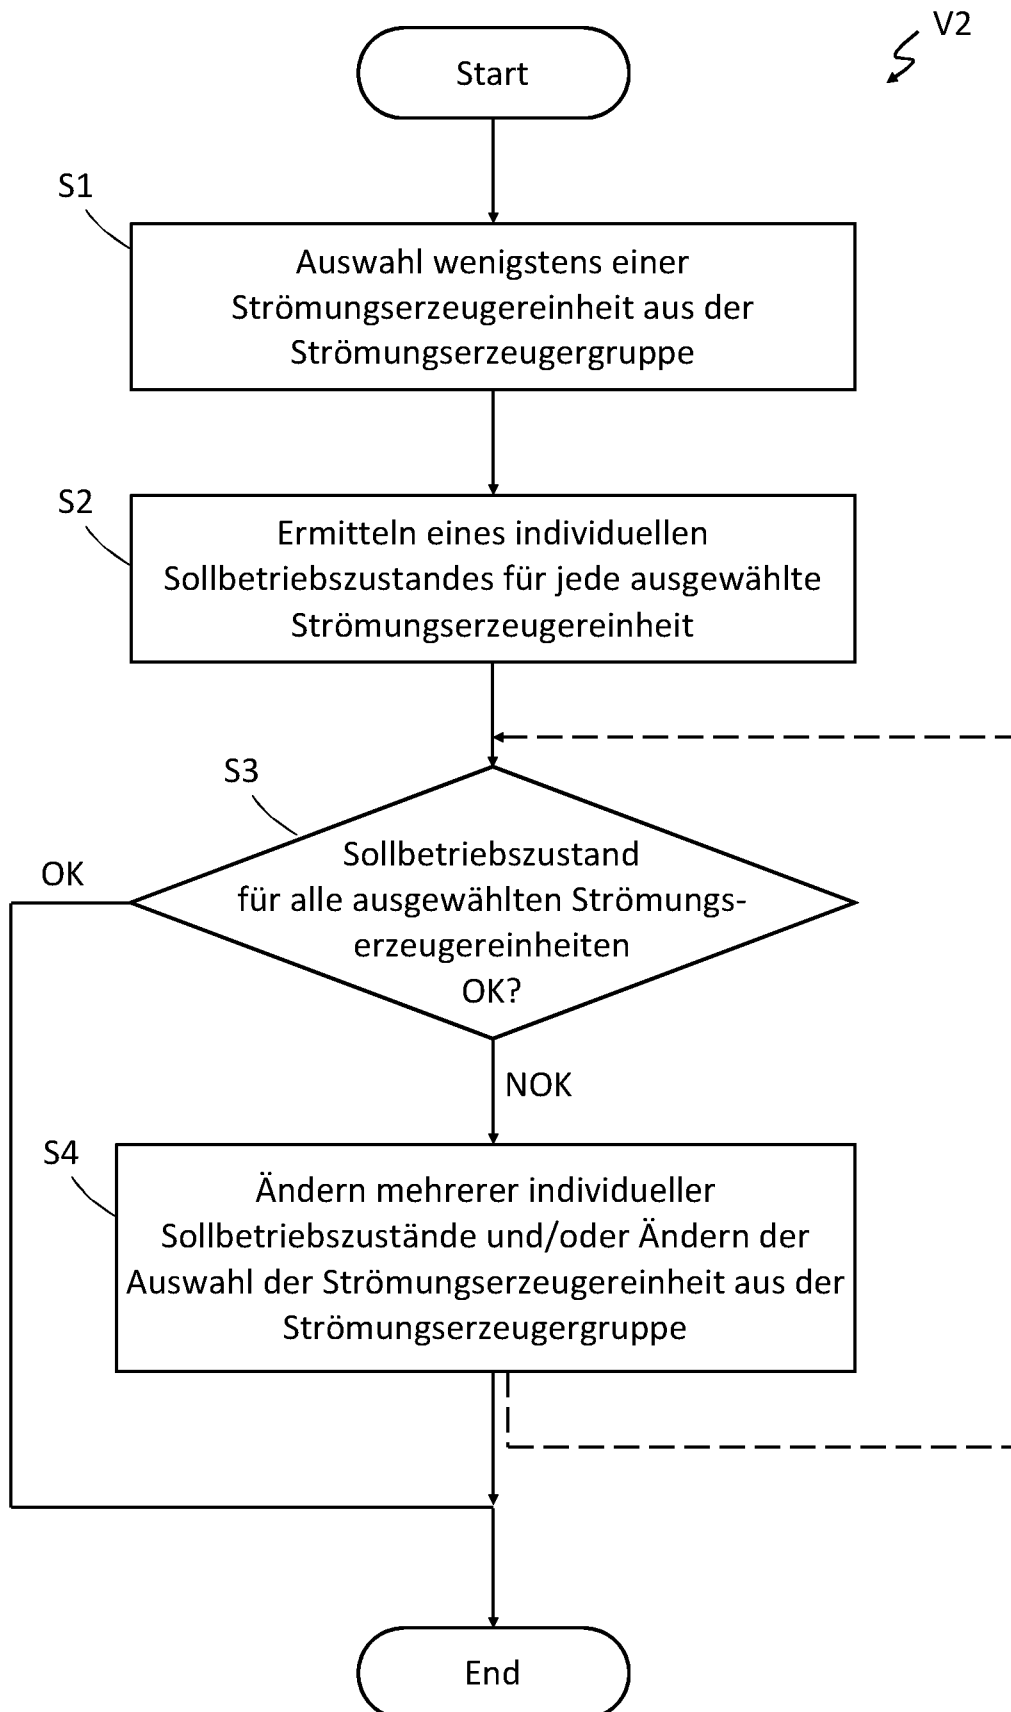 V2
Start
S1
Auswahl wenigstens einer
Strömungserzeugereinheit aus der
Strömungserzeugergruppe
S2
Ermitteln eines individuellen
Sollbetriebszustandes für jede ausgewählte
Strömungserzeugereinheit
S3
Sollbetriebszustand
für alle ausgewählten Strömungs-
erzeugereinheiten
OK?
OK
NOK
S4
Ändern mehrerer individueller
Sollbetriebszustände und/oder Ändern der
Auswahl der Strömungserzeugereinheit aus der
Strömungserzeugergruppe
End